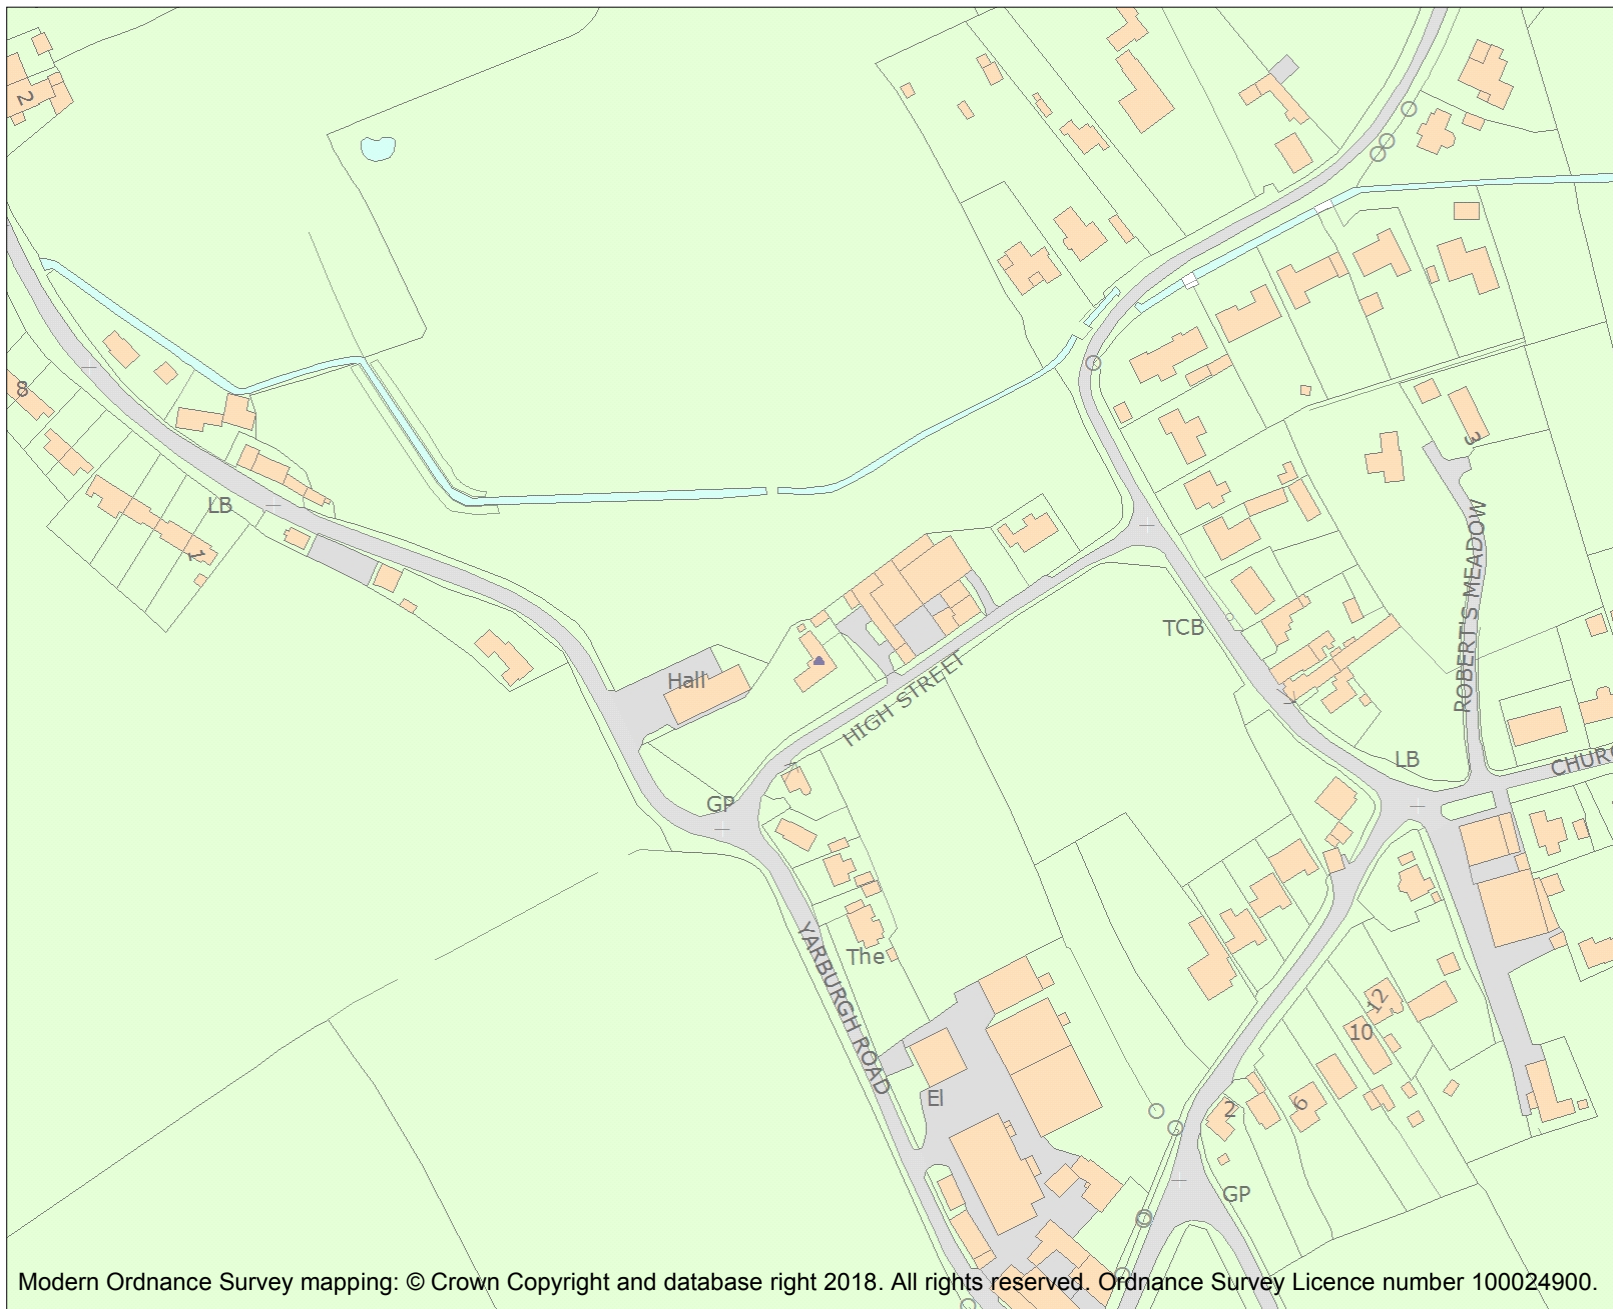 2
8
LB
1
3
ROBERT'S MEADOW
TCB
Hall
HIGH STREET
LB
CHURC
GP
The
YARBURGH ROAD
12
10
El
2
6
GP
Modern Ordnance Survey mapping: © Crown Copyright and database right 2018. All rights reserved. Ordnance Survey Licence number 100024900.